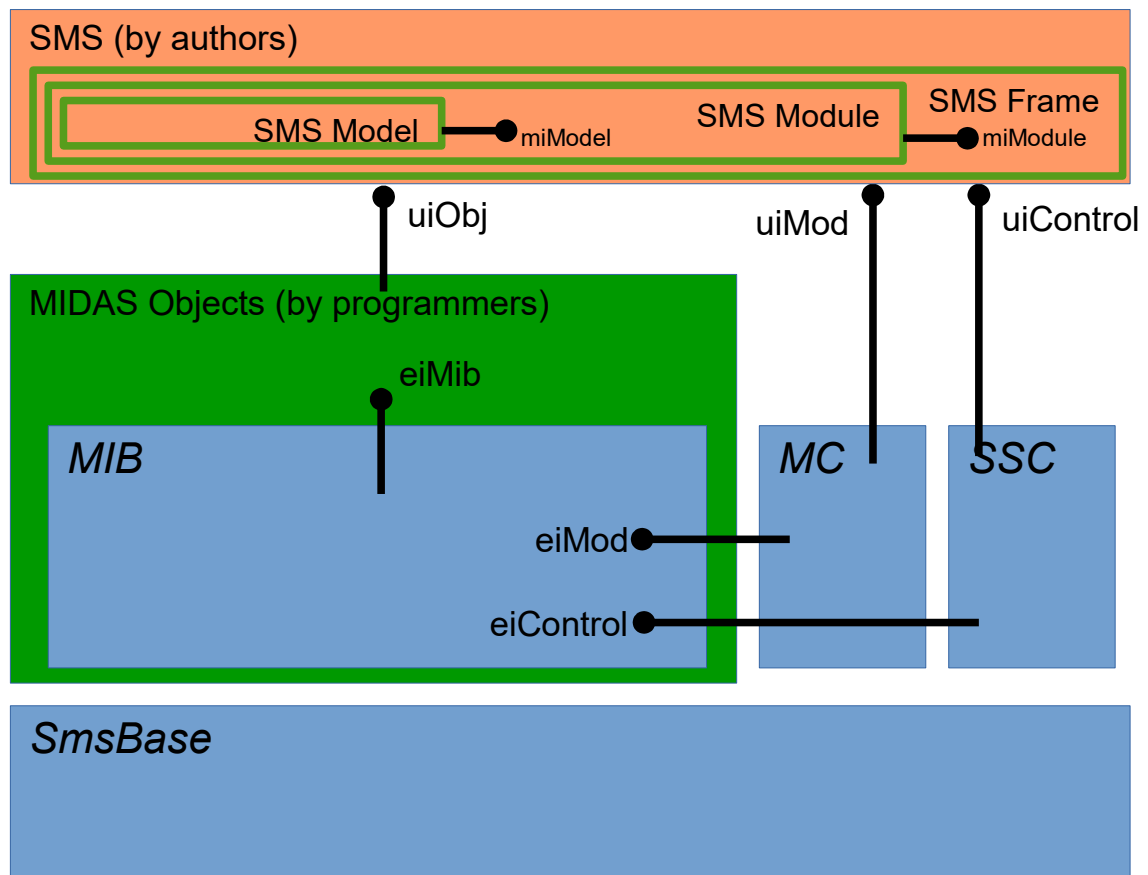 SMS (by authors)
SMS Frame
SMS Module
SMS Model
miModel
miModule
uiObj
uiMod
uiControl
MIDAS Objects (by programmers)
eiMib
MIB
MC
SSC
eiMod
eiControl
SmsBase